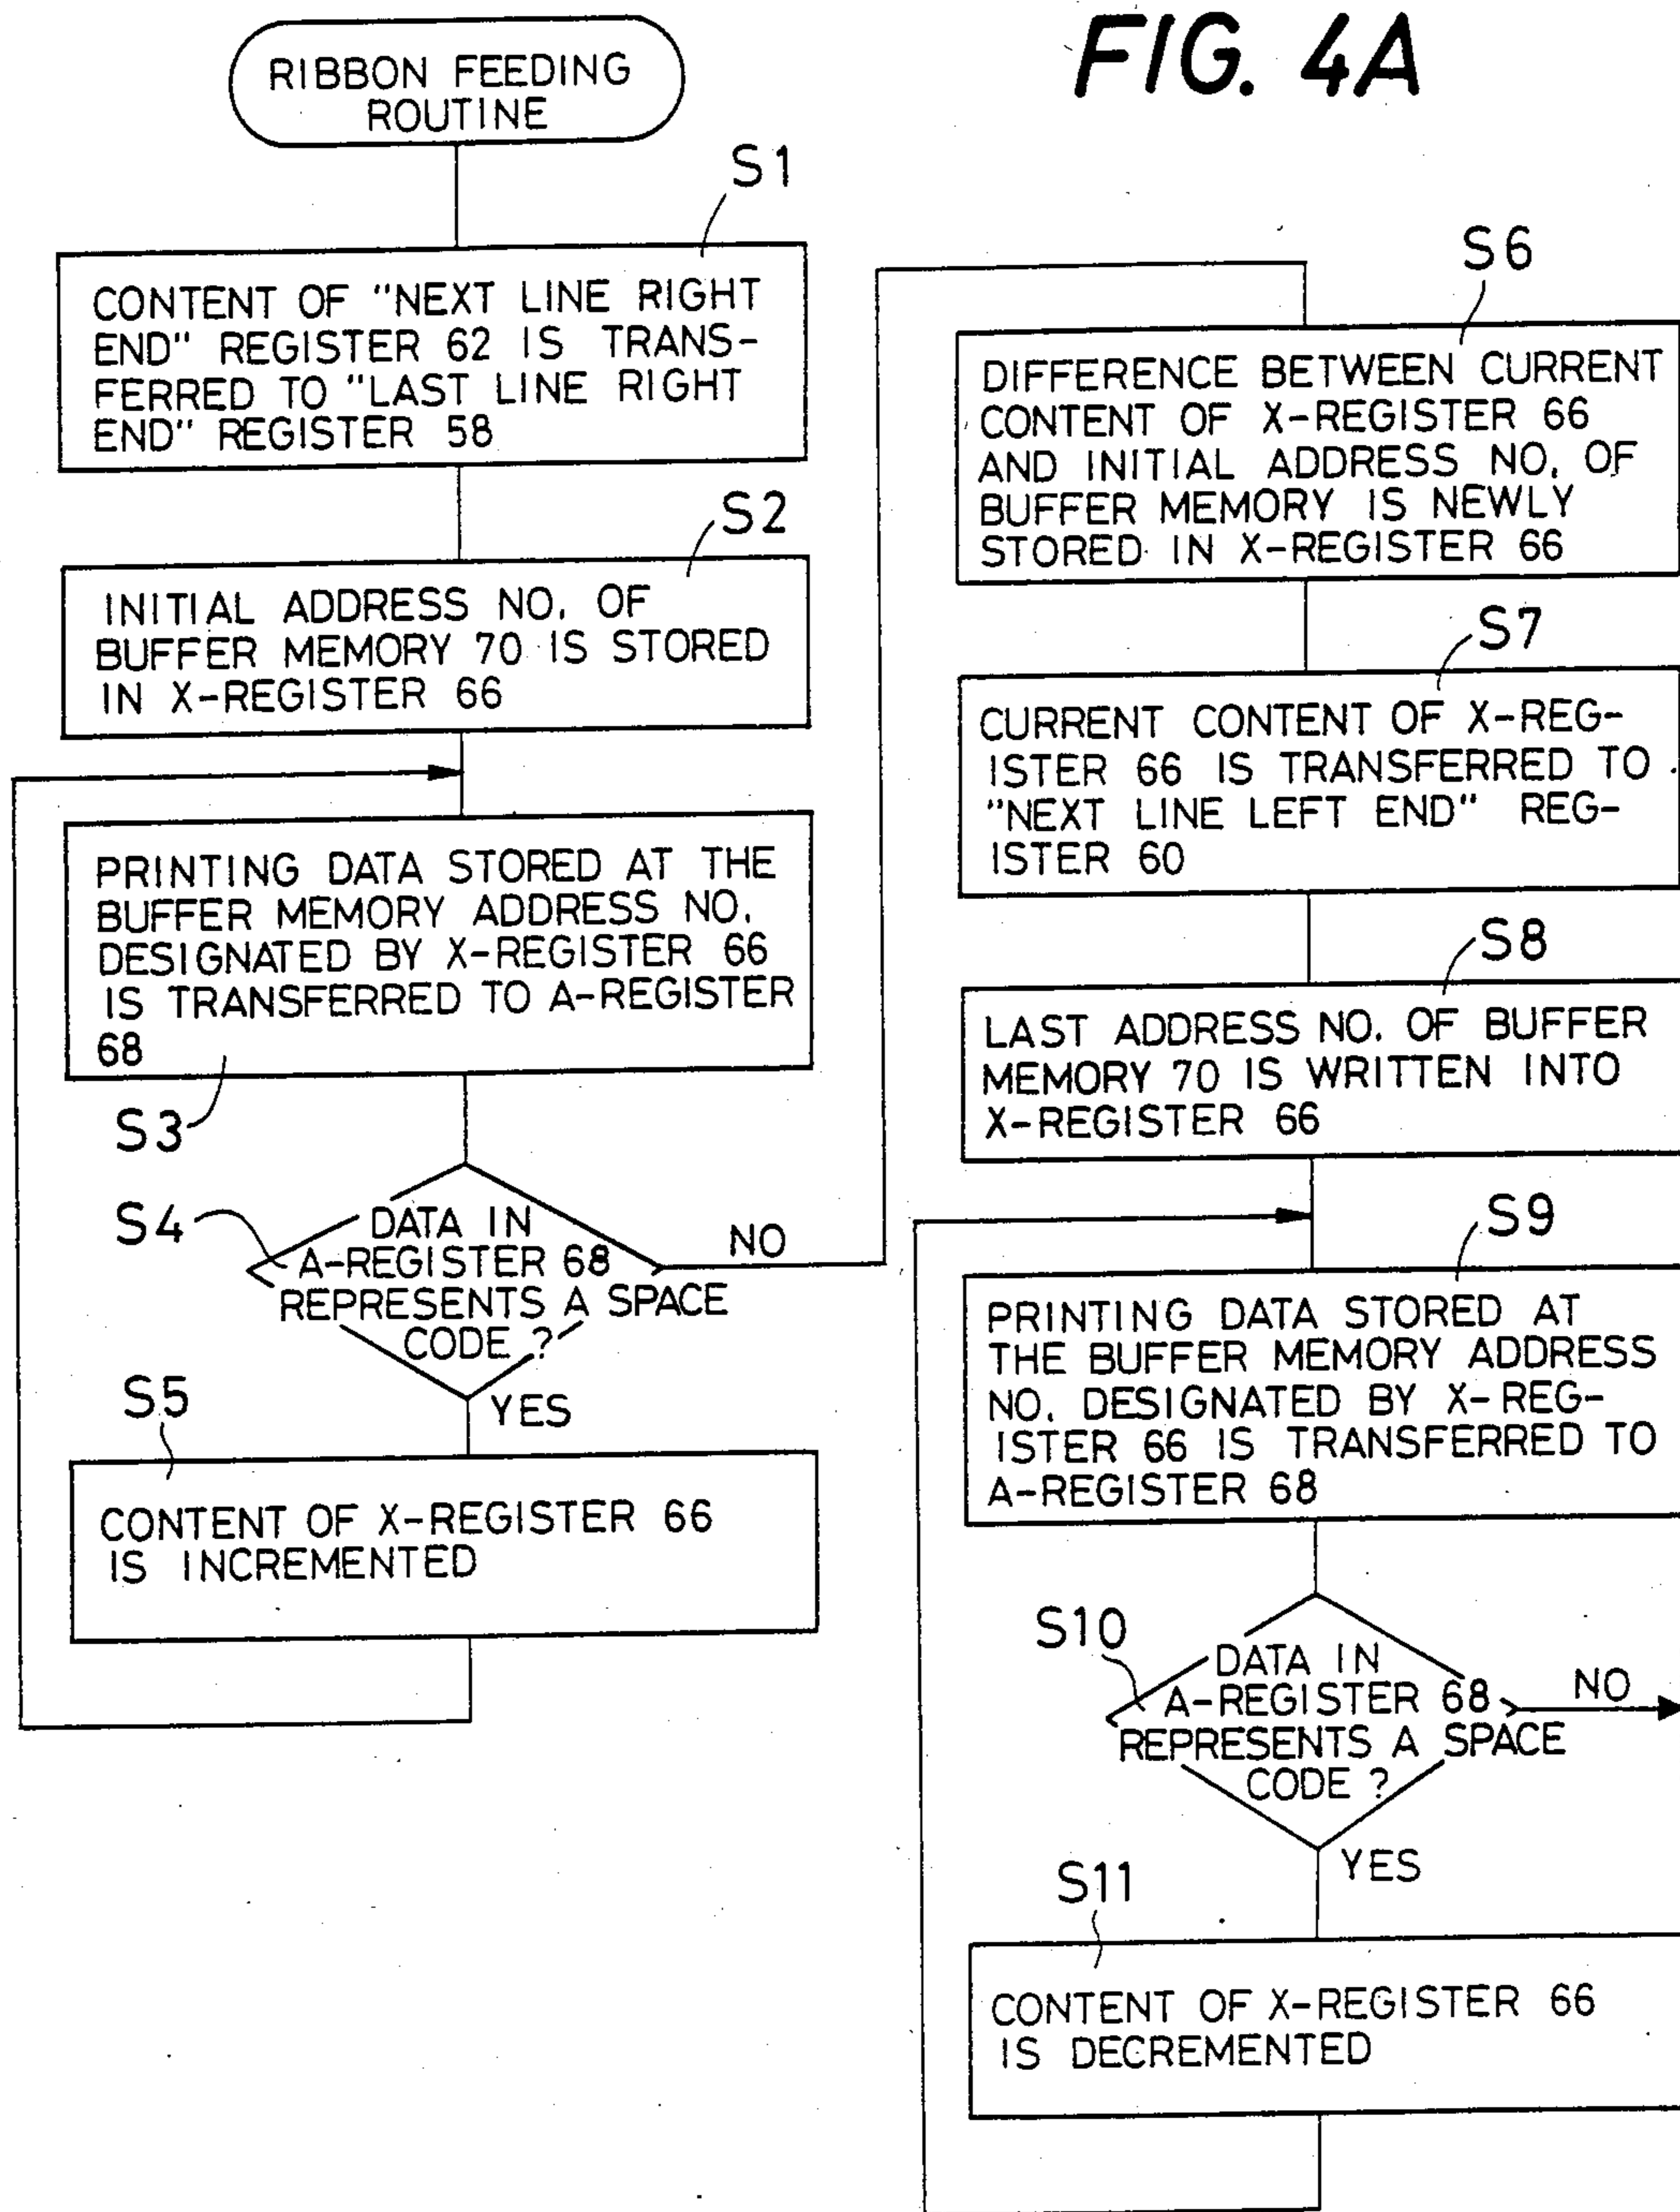 FIG. 4A
RIBBON FEEDING
ROUTINE
S1
CONTENT OF "NEXT LINE RIGHT
END" REGISTER 62 IS TRANS-
FERRED TO "LAST LINE RIGHT
END" REGISTER 58
S2
INITIAL ADDRESS NO. OF
BUFFER MEMORY 70 IS STORED
IN X-REGISTER 66
PRINTING DATA STORED AT THE
BUFFER MEMORY ADDRESS NO.
DESIGNATED BY X-REGISTER 66
IS TRANSFERRED TO A-REGISTER
68
S3
S4
DATA IN
A-REGISTER 68
REPRESENTS A SPACE
CODE ?
NO
YES
S5
CONTENT OF X-REGISTER 66
IS INCREMENTED
S6
DIFFERENCE BETWEEN CURRENT
CONTENT OF X-REGISTER 66
AND INITIAL ADDRESS NO. OF
BUFFER MEMORY IS NEWLY
STORED IN X-REGISTER 66
S7
CURRENT CONTENT OF X-REG-
ISTER 66 IS TRANSFERRED TO
"NEXT LINE LEFT END" REG-
ISTER 60
S8
LAST ADDRESS NO. OF BUFFER
MEMORY 70 IS WRITTEN INTO
X-REGISTER 66
S9
PRINTING DATA STORED AT
THE BUFFER MEMORY ADDRESS
NO. DESIGNATED BY X-REG-
ISTER 66 IS TRANSFERRED TO
A-REGISTER 68
S10
DATA IN
A-REGISTER 68
REPRESENTS A SPACE
CODE ?
NO
YES
S11
CONTENT OF X-REGISTER 66
IS DECREMENTED